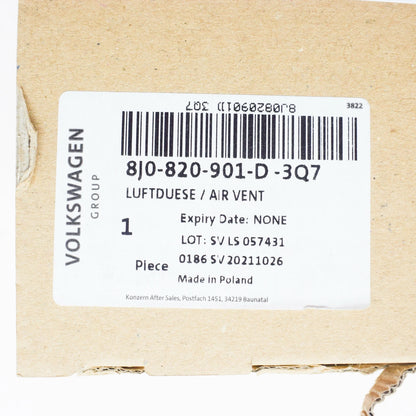 8J0820901D 3Q7
3822
8J0-820-901-D -3Q7
LUFTDUESE / AIR VENT
VOLKSWAGEN
GROUP
1
Piece
Expiry Date: NONE
LOT: SV LS 057431
0186 SV 20211026
Made in Poland
Konzern After Sales, Postfach 1451, 34219 Baunatal